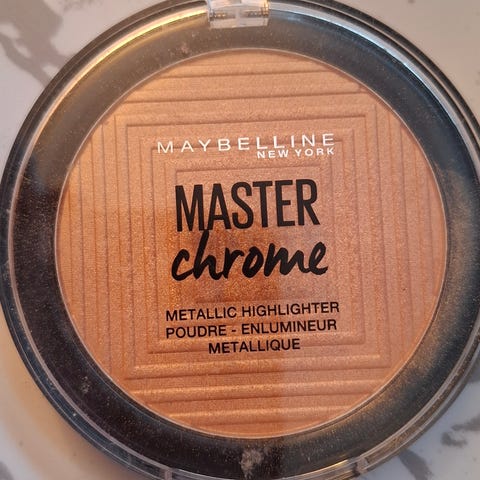 MAYBELLINE
NEW YORK
MASTER
chrome
METALLIC HIGHLIGHTER
POUDRE - ENLUMINEUR
METALLIQUE